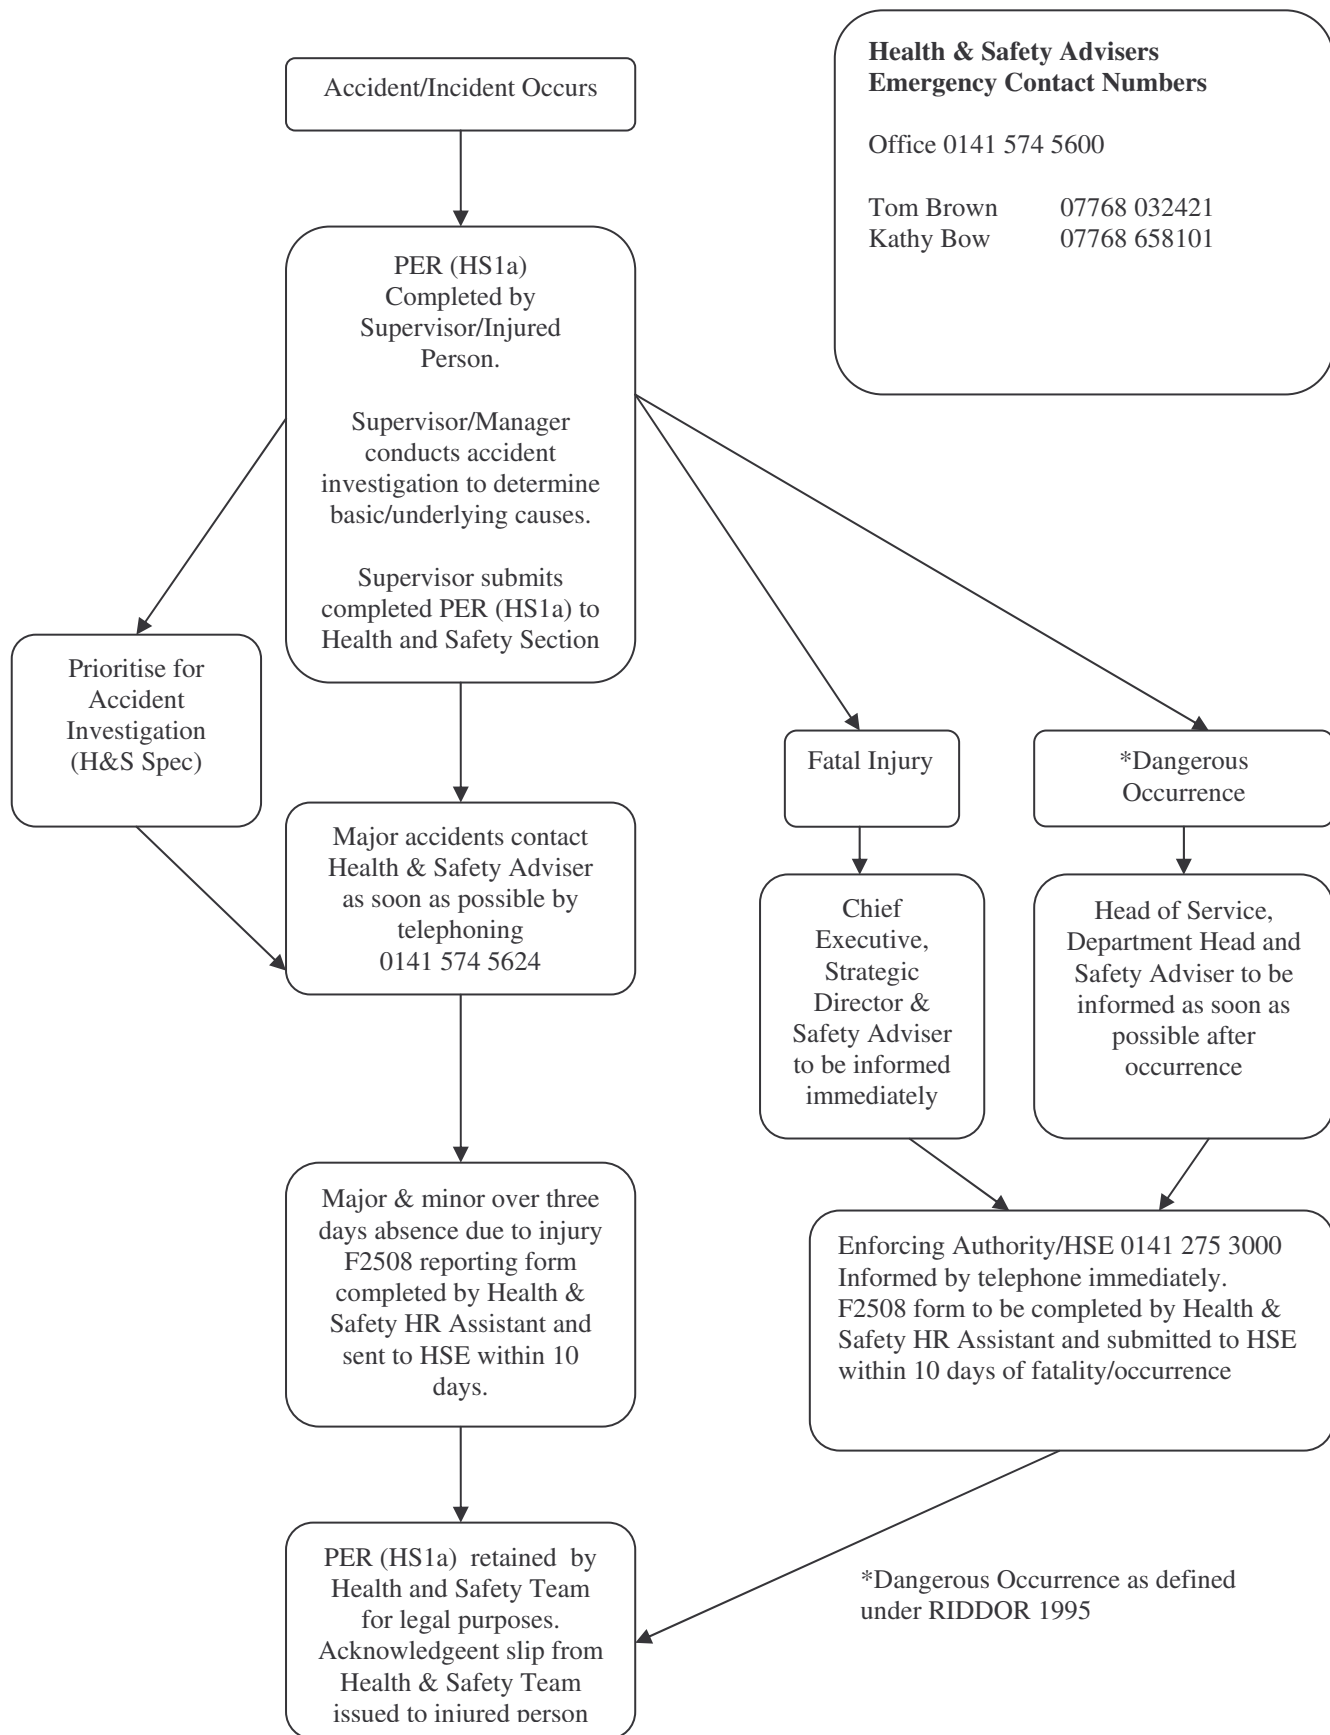 Accident/Incident Occurs
Health & Safety Advisers
Emergency Contact Numbers
Office 0141 574 5600
Tom Brown 07768 032421
Kathy Bow 07768 658101
PER (HS1a)
Completed by
Supervisor/Injured
Person.
Supervisor/Manager
conducts accident
investigation to determine
basic/underlying causes.
Supervisor submits
completed PER (HS1a) to
Health and Safety Section
Prioritise for
Accident
Investigation
(H&S Spec)
Fatal Injury
*Dangerous
Occurrence
Major accidents contact
Health & Safety Adviser
as soon as possible by
telephoning
0141 574 5624
Chief
Executive,
Strategic
Director &
Safety Adviser
to be informed
immediately
Head of Service,
Department Head and
Safety Adviser to be
informed as soon as
possible after
occurrence
Major & minor over three
days absence due to injury
F2508 reporting form
completed by Health &
Safety HR Assistant and
sent to HSE within 10
days.
Enforcing Authority/HSE 0141 275 3000
Informed by telephone immediately.
F2508 form to be completed by Health &
Safety HR Assistant and submitted to HSE
within 10 days of fatality/occurrence
PER (HS1a) retained by
Health and Safety Team
for legal purposes.
Acknowledgeent slip from
Health & Safety Team
issued to injured person
*Dangerous Occurrence as defined
under RIDDOR 1995